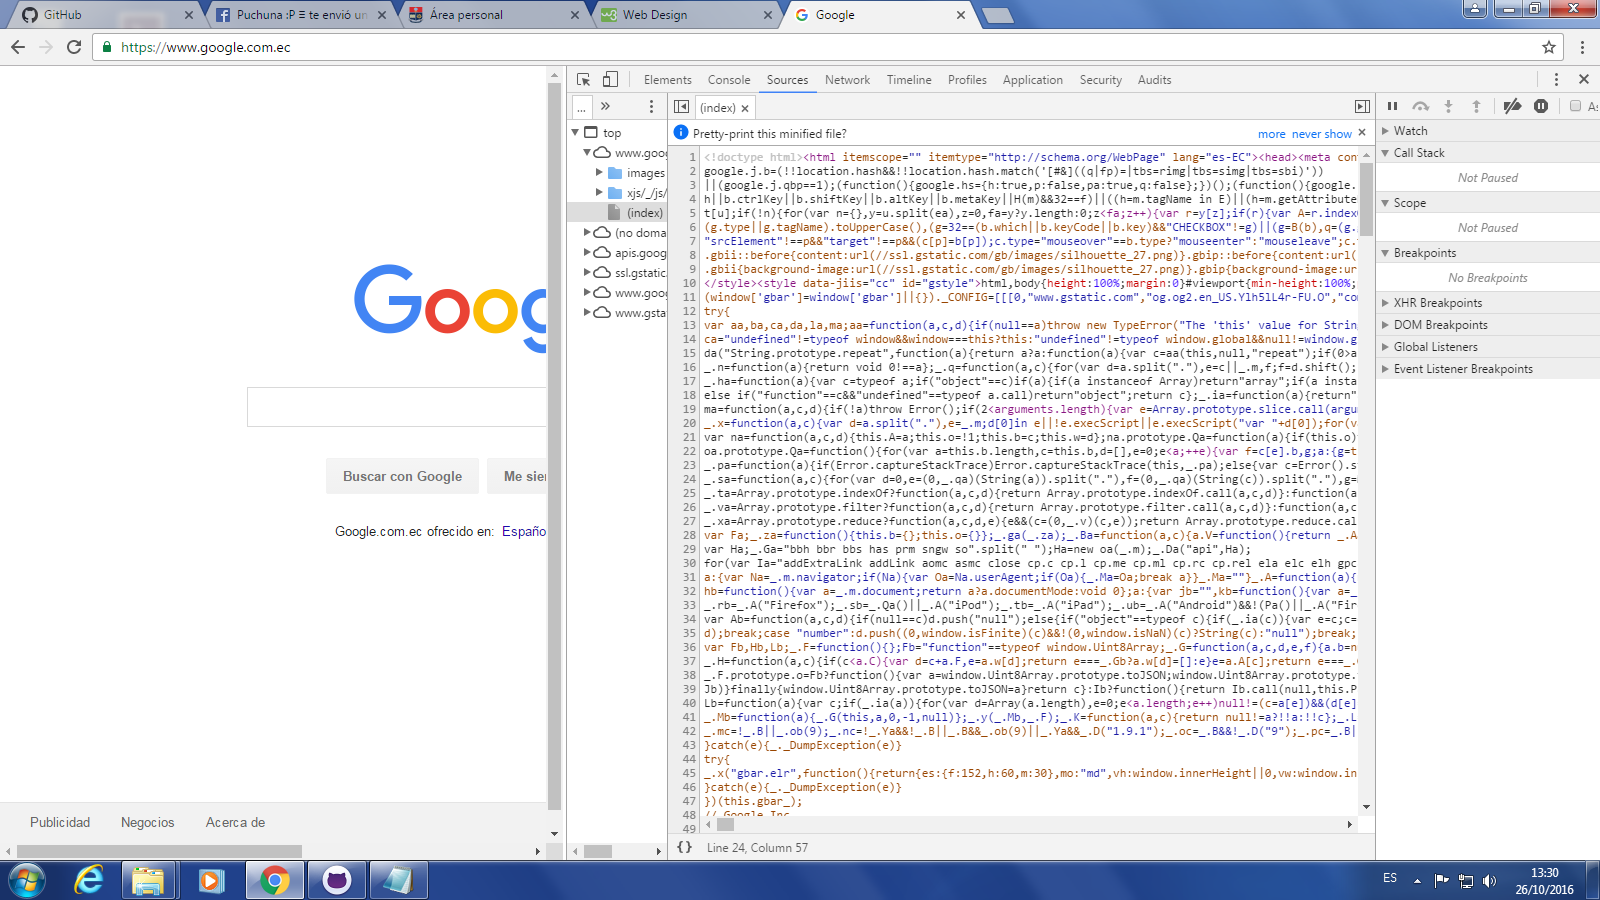 GitHub
Puchuna :P ≡ te envió un
Área personal
Web Design
Google
https://www.google.com.ec
Google
Buscar con Google
Me sien
Google.com.ec ofrecido en: Españo
Publicidad Negocios Acerca de
Elements Console Sources Network Timeline Profiles Application Security Audits
... »
top
www.goog
images
xjs/_/js/
(index)
(no doma
apis.goog
ssl.gstatic.
www.goog
www.gsta
(index)
Pretty-print this minified file?
more never show
1 <!doctype html><html itemscope="" itemtype="http://schema.org/WebPage" lang="es-EC"><head><meta con
2 google.j.b=(!!location.hash&&!!location.hash.match('[#&]((q|fp)=|tbs=rimg|tbs=simg|tbs=sbi)'))
3 ||(google.j.qbp==1);(function(){google.hs={h:true,p:false,pa:true,q:false};})();(function(){google.
4 h||b.ctrlKey||b.shiftKey||b.altKey||b.metaKey||H(m)&&32==f)||((h=m.tagName in E)||(h=m.getAttribute
5 t[u];if(!n){for(var n={},y=u.split(ea),z=0,fa=y?y.length:0;z<fa;z++){var r=y[z];if(r){var A=r.index
6 (g.type||g.tagName).toUpperCase(),(g=32==(b.which||b.keyCode||b.key)&&"CHECKBOX"!=g)||(g=B(b),q=(g.
7 "srcElement"!==p&&"target"!==p&&(c[p]=b[p]);c.type="mouseover"==b.type?"mouseenter":"mouseleave";c.
8 .gbii::before{content:url(//ssl.gstatic.com/gb/images/silhouette_27.png)}.gbip::before{content:url(
9 .gbii{background-image:url(//ssl.gstatic.com/gb/images/silhouette_27.png)}.gbip{background-image:ur
10 </style><style data-jiis="cc" id="gstyle">html,body{height:100%;margin:0}#viewport{min-height:100%;
11 (window['gbar']=window['gbar']||{})._CONFIG=[[[0,"www.gstatic.com","og.og2.en_US.Ylh5lL4r-FU.O","com
12 try{
13 var aa,ba,ca,da,la,ma;aa=function(a,c,d){if(null==a)throw new TypeError("The 'this' value for Strin
14 ca="undefined"!=typeof window&&window===this?this:"undefined"!=typeof window.global&&null!=window.g
15 da("String.prototype.repeat",function(a){return a?a:function(a){var c=aa(this,null,"repeat");if(0>a
16 _.n=function(a){return void 0!==a};_.q=function(a,c){for(var d=a.split("."),e=c||_.m,f;f=d.shift();
17 _.ha=function(a){var c=typeof a;if("object"==c)if(a){if(a instanceof Array)return"array";if(a insta
18 else if("function"==c&&"undefined"==typeof a.call)return"object";return c};_.ia=function(a){return"
19 ma=function(a,c,d){if(!a)throw Error();if(2<arguments.length){var e=Array.prototype.slice.call(argu
20 _.x=function(a,c){var d=a.split("."),e=_.m;d[0]in e||!e.execScript||e.execScript("var "+d[0]);for(v
21 var na=function(a,c,d){this.A=a;this.o=!1;this.b=c;this.w=d};na.prototype.Qa=function(a){if(this.o)
22 oa.prototype.Qa=function(){for(var a=this.b.length,c=this.b,d=[],e=0;e<a;++e){var f=c[e].b,g;a:{g=t
23 _.pa=function(a){if(Error.captureStackTrace)Error.captureStackTrace(this,_.pa);else{var c=Error().s
24 _.sa=function(a,c){for(var d=0,e=(0,_.qa)(String(a)).split("."),f=(0,_.qa)(String(c)).split("."),g=
25 _.ta=Array.prototype.indexOf?function(a,c,d){return Array.prototype.indexOf.call(a,c,d)}:function(a
26 _.va=Array.prototype.filter?function(a,c,d){return Array.prototype.filter.call(a,c,d)}:function(a,c
27 _.xa=Array.prototype.reduce?function(a,c,d,e){e&&(c=(0,_.v)(c,e));return Array.prototype.reduce.cal
28 var Fa;_.za=function(){this.b={};this.o={}};_.ga(_.za);_.Ba=function(a,c){a.V=function(){return _.A
29 var Ha;_.Ga="bbh bbr bbs has prm sngw so".split(" ");Ha=new oa(_.m);_.Da("api",Ha);
30 for(var Ia="addExtraLink addLink aomc asmc close cp.c cp.l cp.me cp.ml cp.rc cp.rel ela elc elh gpc
31 a:{var Na=_.m.navigator;if(Na){var Oa=Na.userAgent;if(Oa){_.Ma=Oa;break a}}_.Ma=""}_.A=function(a){
32 hb=function(){var a=_.m.document;return a?a.documentMode:void 0};a:{var jb="",kb=function(){var a=_
33 _.rb=_.A("Firefox");_.sb=_.Qa()||_.A("iPod");_.tb=_.A("iPad");_.ub=_.A("Android")&&!(Pa()||_.A("Fir
34 var Ab=function(a,c,d){if(null==c)d.push("null");else{if("object"==typeof c){if(_.ia(c)){var e=c;c=
35 d);break;case "number":d.push((0,window.isFinite)(c)&&!(0,window.isNaN)(c)?String(c):"null");break;
36 var Fb,Hb,Lb;_.F=function(){};Fb="function"==typeof window.Uint8Array;_.G=function(a,c,d,e,f){a.b=n
37 _.H=function(a,c){if(c<a.C){var d=c+a.F,e=a.w[d];return e===_.Gb?a.w[d]=[]:e}e=a.A[c];return e===_.
38 _.F.prototype.o=Fb?function(){var a=window.Uint8Array.prototype.toJSON;window.Uint8Array.prototype.
39 Jb)}finally{window.Uint8Array.prototype.toJSON=a}return c}:Ib?function(){return Ib.call(null,this.P
40 Lb=function(a){var c;if(_.ia(a)){for(var d=Array(a.length),e=0;e<a.length;e++)null!=(c=a[e])&&(d[e]
41 _.Mb=function(a){_.G(this,a,0,-1,null)};_.y(_.Mb,_.F);_.K=function(a,c){return null!=a?!!a:!!c};_.L
42 _.mc=!_.B||_.ob(9);_.nc=!_.Ya&&!_.B||_.B&&_.ob(9)||_.Ya&&_.D("1.9.1");_.oc=_.B&&!_.D("9");_.pc=_.B|
43 }catch(e){_._DumpException(e)}
44 try{
45 _.x("gbar.elr",function(){return{es:{f:152,h:60,m:30},mo:"md",vh:window.innerHeight||0,vw:window.in
46 }catch(e){_._DumpException(e)}
47 })(this.gbar_);
48 // Google Inc.
49
{} Line 24, Column 57
As
Watch
Call Stack
Not Paused
Scope
Not Paused
Breakpoints
No Breakpoints
XHR Breakpoints
DOM Breakpoints
Global Listeners
Event Listener Breakpoints
ES
13:30
26/10/2016